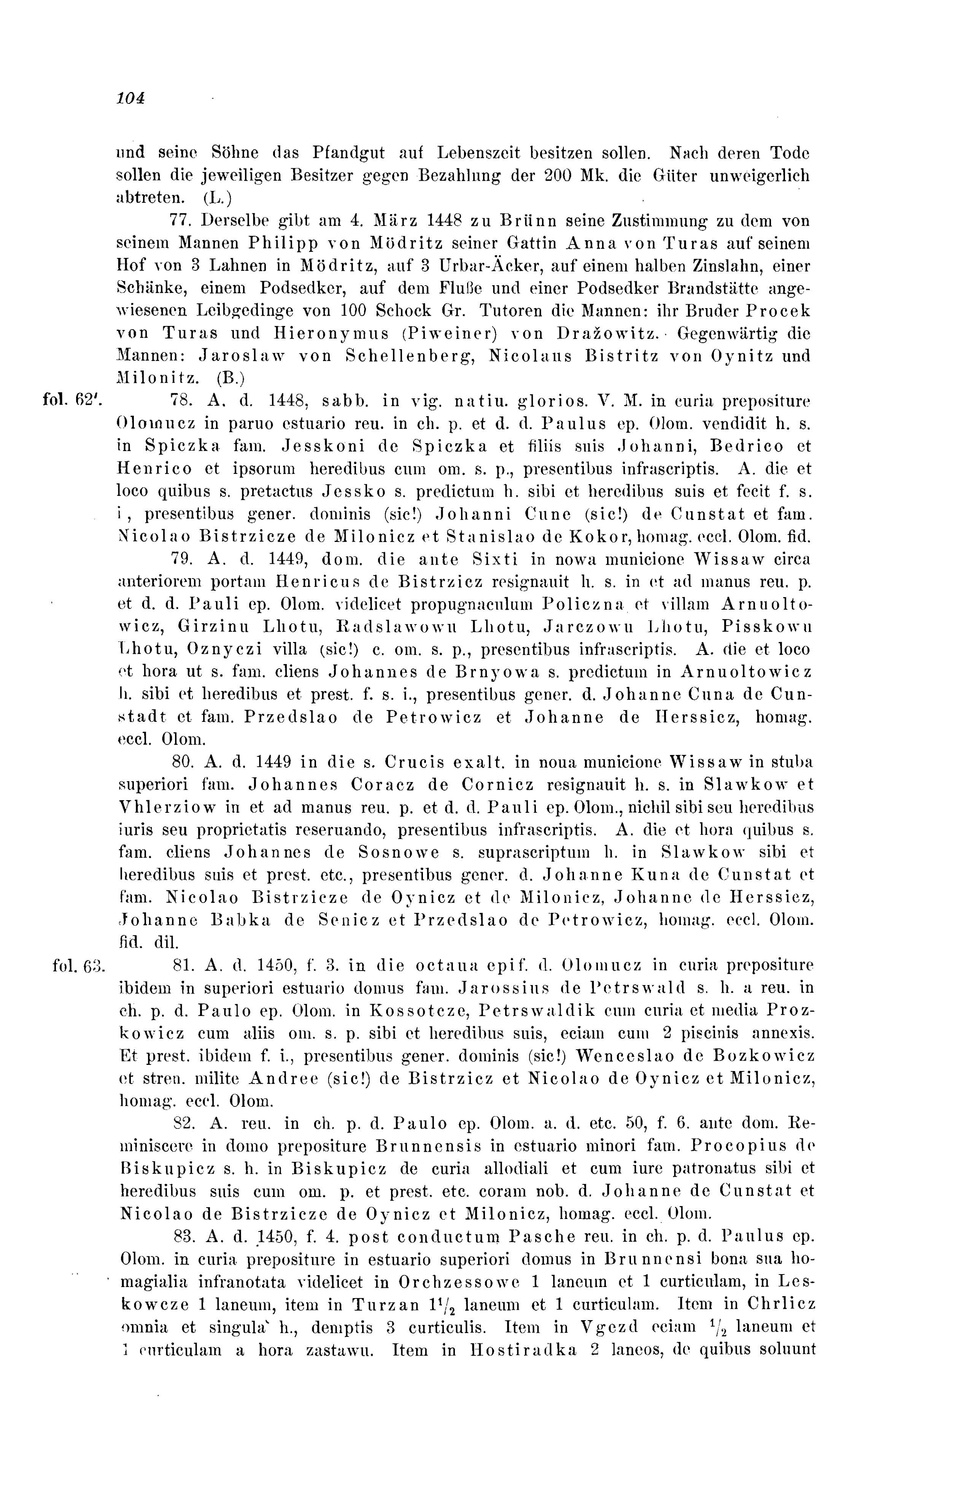 104
und seine Söhne das Pfandgut auf Lebenszeit besitzen sollen. Nach deren Tode
sollen die jeweiligen Besitzer gegen Bezahlung der 200 Mk. die Güter unweigerlich
abtreten. (L.)
77. Derselbe gibt am 4. März 1448 zu Brünn seine Zustimmung zu dem von
seinem Mannen Philipp von Mödritz seiner Gattin Anna von Turas auf seinem
Hof von 3 Lahnen in Mödritz, auf 3 Urbar-Äcker, auf einem halben Zinslahn, einer
Schänke, einem Podsedker, auf dem Fluße und einer Podsedker Brandstätte ange-
wiesenen Leibgedinge von 100 Schock Gr. Tutoren die Mannen: ihr Bruder Procek
von Turas und Hieronymus (Piweiner) von Dražowitz. Gegenwärtig die
Mannen: Jaroslaw von Schellenberg, Nicolaus Bistritz von Oynitz und
Milonitz. (B.)
fol. 62'. 78. A. d. 1448, sabb. in vig. natiu. glorios. V. M. in curia prepositure
Olomucz in paruo estuario reu. in ch. p. et d. d. Paulus ep. Olom. vendidit h. s.
in Spiczka fam. Jesskoni de Spiczka et filiis suis Johanni, Bedrico et
Henrico et ipsorum heredibus cum om. s. p., presentibus infrascriptis. A. die et
loco quibus s. pretactus Jessko s. predictum h. sibi et heredibus suis et fecit f. s.
i, presentibus gener. dominis (sic!) Johanni Cune (sic!) de Cunstat et fam.
Nicolao Bistrzicze de Milonicz et Stanislao de Kokor, homag. eccl. Olom. fid.
79. A. d. 1449, dom. die ante Sixti in nowa municione Wissaw circa
anteriorem portam Henricus de Bistrzicz resignauit h. s. in et ad manus reu. p.
et d. d. Pauli ep. Olom. videlicet propugnaculum Policzna et villam Arnuolto-
wicz, Girzinu Lhotu, Radslawowu Lhotu, Jarczowu Lhotu, Pisskowu
Lhotu, Oznyczi villa (sic!) c. om. s. p., presentibus infrascriptis. A. die et loco
et hora ut s. fam. cliens Johannes de Brnyowa s. predictum in Arnuoltowicz
h. sibi et heredibus et prest. f. s. i., presentibus gener. d. Johanne Cuna de Cun-
stadt et fam. Przedslao de Petrowicz et Johanne de Herssicz, homag.
eccl. Olom.
80. A. d. 1449 in die s. Crucis exalt. in noua municione Wissaw in stuba
superiori fam. Johannes Coracz de Cornicz resignauit h. s. in Slawkow et
Vhlerziow in et ad manus reu. p. et d. d. Pauli ep. Olom., nichil sibi seu heredibus
iuris seu proprietatis reseruando, presentibus infrascriptis. A. die et hora quibus s.
fam. cliens Johannes de Sosnowe s. suprascriptum h. in Slawkow sibi et
heredibus suis et prest. etc., presentibus gener. d. Johanne Kuna de Cunstat et
fam. Nicolao Bistrzicze de Oynicz et de Milonicz, Johanne de Herssicz,
Johanne Babka de Senicz et Przedslao de Petrowicz, homag. eccl. Olom.
fid. dil.
fol. 63. 81. A. d. 1450, f. 3. in die octaua epif. d. Olomucz in curia prepositure
ibidem in superiori estuario domus fam. Jarossius de Petrswald s. h. a reu. in
ch. p. d. Paulo ep. Olom. in Kossotcze, Petrswaldik cum curia et media Proz-
kowicz cum aliis om. s. p. sibi et heredibus suis, eciam cum 2 piscinis annexis.
Et prest. ibidem f. i., presentibus gener. dominis (sic!) Wenceslao de Bozkowicz
et stren. milite Andree (sic!) de Bistrzicz et Nicolao de Oynicz et Milonicz,
homag. eccl. Olom.
82. A. reu. in ch. p. d. Paulo ep. Olom. a. d. etc. 50, f. 6. ante dom. Re-
miniscere in domo prepositure Brunnensis in estuario minori fam. Procopius de
Biskupicz s. h. in Biskupicz de curia allodiali et cum iure patronatus sibi et
heredibus suis cum om. p. et prest. etc. coram nob. d. Johanne de Cunstat et
Nicolao de Bistrzicze de Oynicz et Milonicz, homag. eccl. Olom.
83. A. d. 1450, f. 4. post conductum Pasche reu. in ch. p. d. Paulus ep.
Olom. in curia prepositure in estuario superiori domus in Brunnensi bona sua ho-
magialia infranotata videlicet in Orchzessowe 1 laneum et 1 curticulam, in Les-
kowcze 1 laneum, item in Turzan 1½ laneum et 1 curticulam. Item in Chrlicz
omnia et singula h., demptis 3 curticulis. Item in Vgezd eciam ½ laneum et
1 curticulam a hora zastawu. Item in Hostiradka 2 laneos, de quibus soluunt